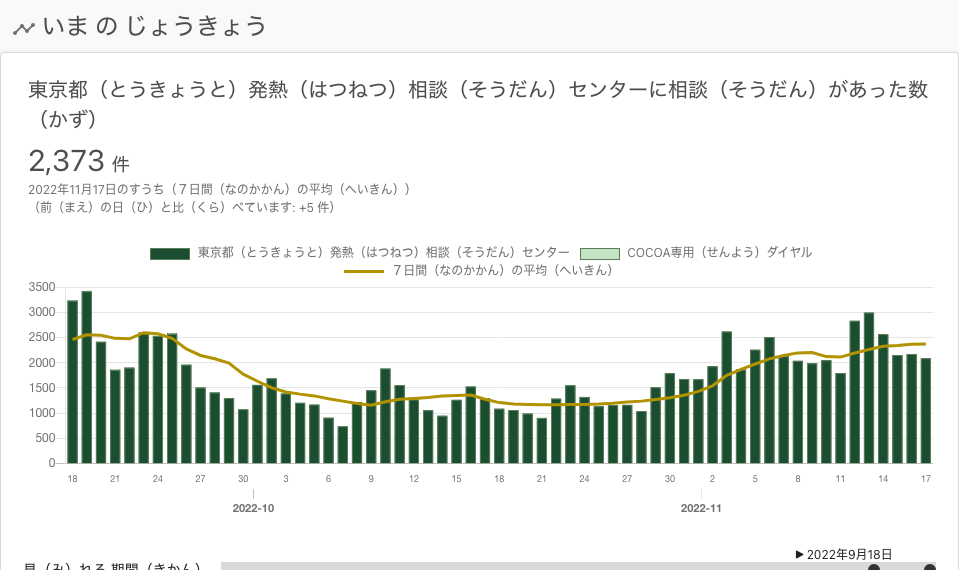 いま の じょうきょう
東京都（とうきょうと）発熱（はつねつ）相談（そうだん）センターに相談（そうだん）があった数
（かず）
2,373 件
2022年11月17日のすうち（７日間（なのかかん）の平均（へいきん））
（前（まえ）の日（ひ）と比（くら）べています: +5 件）
東京都（とうきょうと）発熱（はつねつ）相談（そうだん）センター COCOA専用（せんよう）ダイヤル
７日間（なのかかん）の平均（へいきん）
3500
3000
2500
2000
1500
1000
500
0
18 21 24 27 30 3 6 9 12 15 18 21 24 27 30 2 5 8 11 14 17
2022-10 2022-11
2022年9月18日
見（み）れる 期間（きかん）